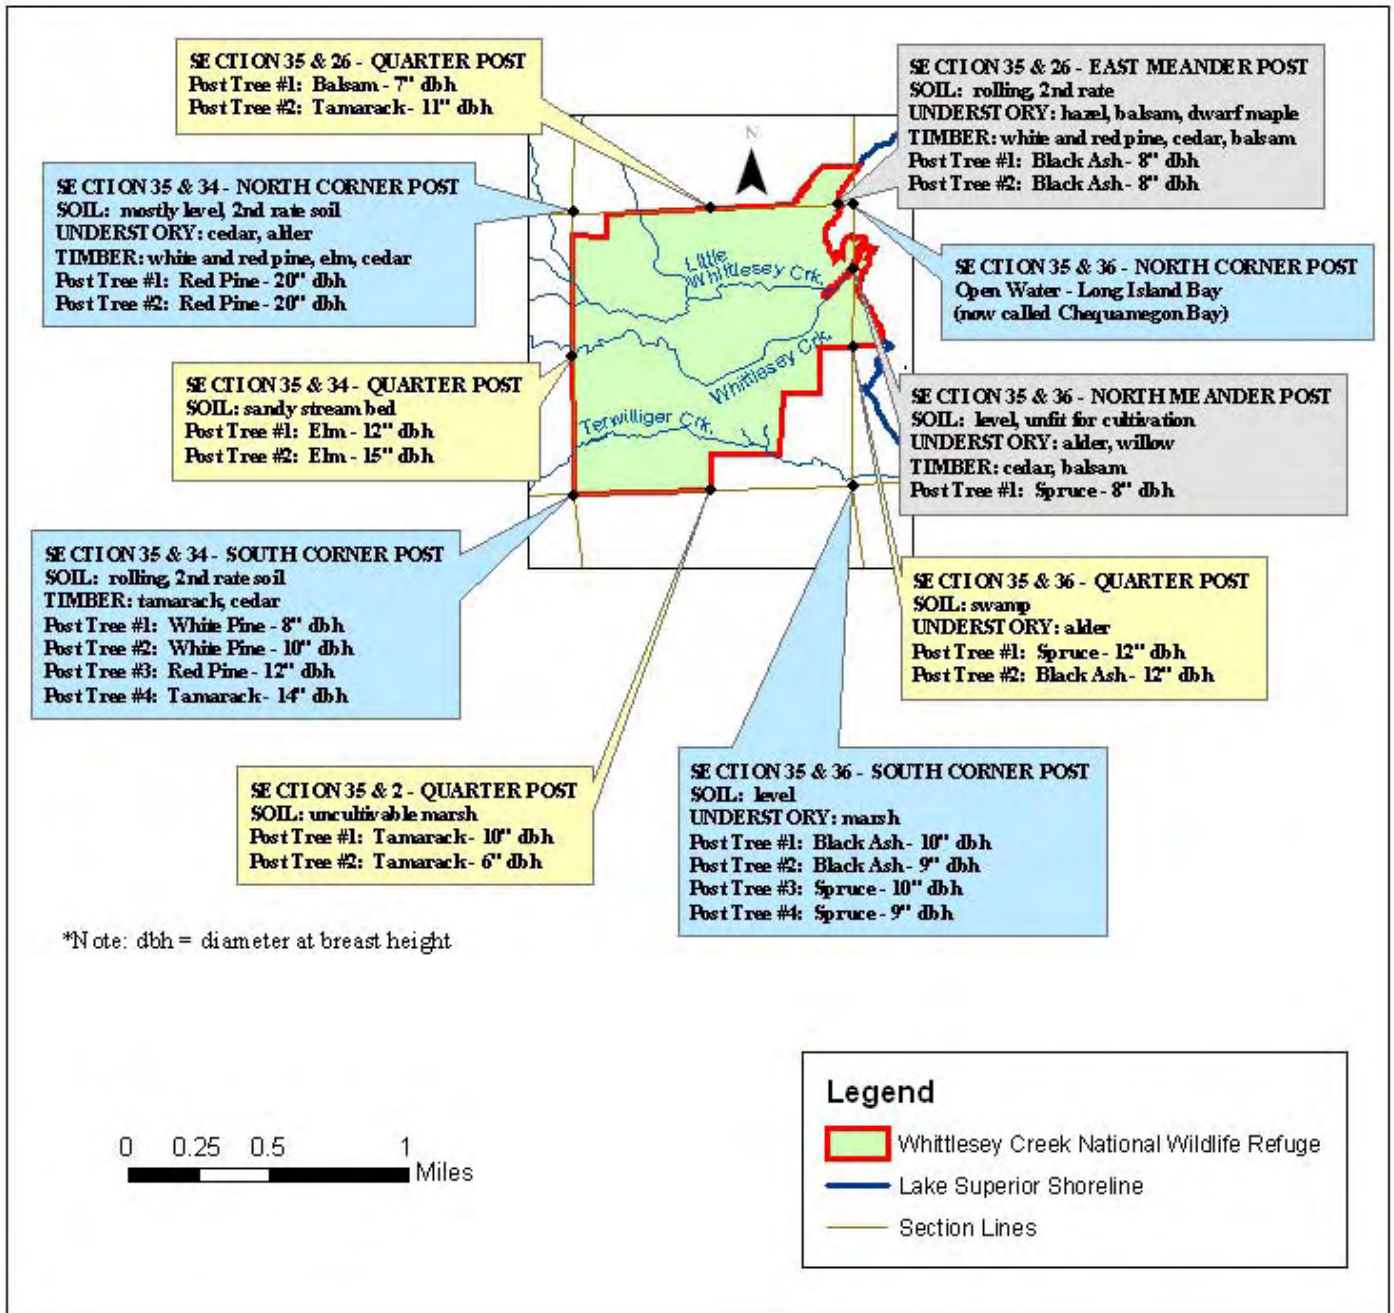 SECTION 35 & 26 - QUARTER POST
Post Tree #1: Balsam - 7" dbh
Post Tree #2: Tamarack - 11" dbh
SECTION 35 & 26 - EAST MEANDER POST
SOIL: rolling, 2nd rate
UNDERSTORY: hazel, balsam, dwarf maple
TIMBER: white and red pine, cedar, balsam
Post Tree #1: Black Ash - 8" dbh
Post Tree #2: Black Ash - 8" dbh
N
SECTION 35 & 34 - NORTH CORNER POST
SOIL: mostly level, 2nd rate soil
UNDERSTORY: cedar, alder
TIMBER: white and red pine, elm, cedar
Post Tree #1: Red Pine - 20" dbh
Post Tree #2: Red Pine - 20" dbh
Little
Whittlesey Crk.
Whittlesey Crk.
Terwilliger Crk.
SECTION 35 & 36 - NORTH CORNER POST
Open Water - Long Island Bay
(now called Chequamegon Bay)
SECTION 35 & 34 - QUARTER POST
SOIL: sandy stream bed
Post Tree #1: Elm - 12" dbh
Post Tree #2: Elm - 15" dbh
SECTION 35 & 36 - NORTH MEANDER POST
SOIL: level, unfit for cultivation
UNDERSTORY: alder, willow
TIMBER: cedar, balsam
Post Tree #1: Spruce - 8" dbh
SECTION 35 & 34 - SOUTH CORNER POST
SOIL: rolling, 2nd rate soil
TIMBER: tamarack, cedar
Post Tree #1: White Pine - 8" dbh
Post Tree #2: White Pine - 10" dbh
Post Tree #3: Red Pine - 12" dbh
Post Tree #4: Tamarack - 14" dbh
SECTION 35 & 36 - QUARTER POST
SOIL: swamp
UNDERSTORY: alder
Post Tree #1: Spruce - 12" dbh
Post Tree #2: Black Ash - 12" dbh
SECTION 35 & 2 - QUARTER POST
SOIL: uncultivable marsh
Post Tree #1: Tamarack - 10" dbh
Post Tree #2: Tamarack - 6" dbh
SECTION 35 & 36 - SOUTH CORNER POST
SOIL: level
UNDERSTORY: marsh
Post Tree #1: Black Ash - 10" dbh
Post Tree #2: Black Ash - 9" dbh
Post Tree #3: Spruce - 10" dbh
Post Tree #4: Spruce - 9" dbh
*Note: dbh = diameter at breast height
0 0.25 0.5 1
Miles
Legend
Whittlesey Creek National Wildlife Refuge
Lake Superior Shoreline
Section Lines